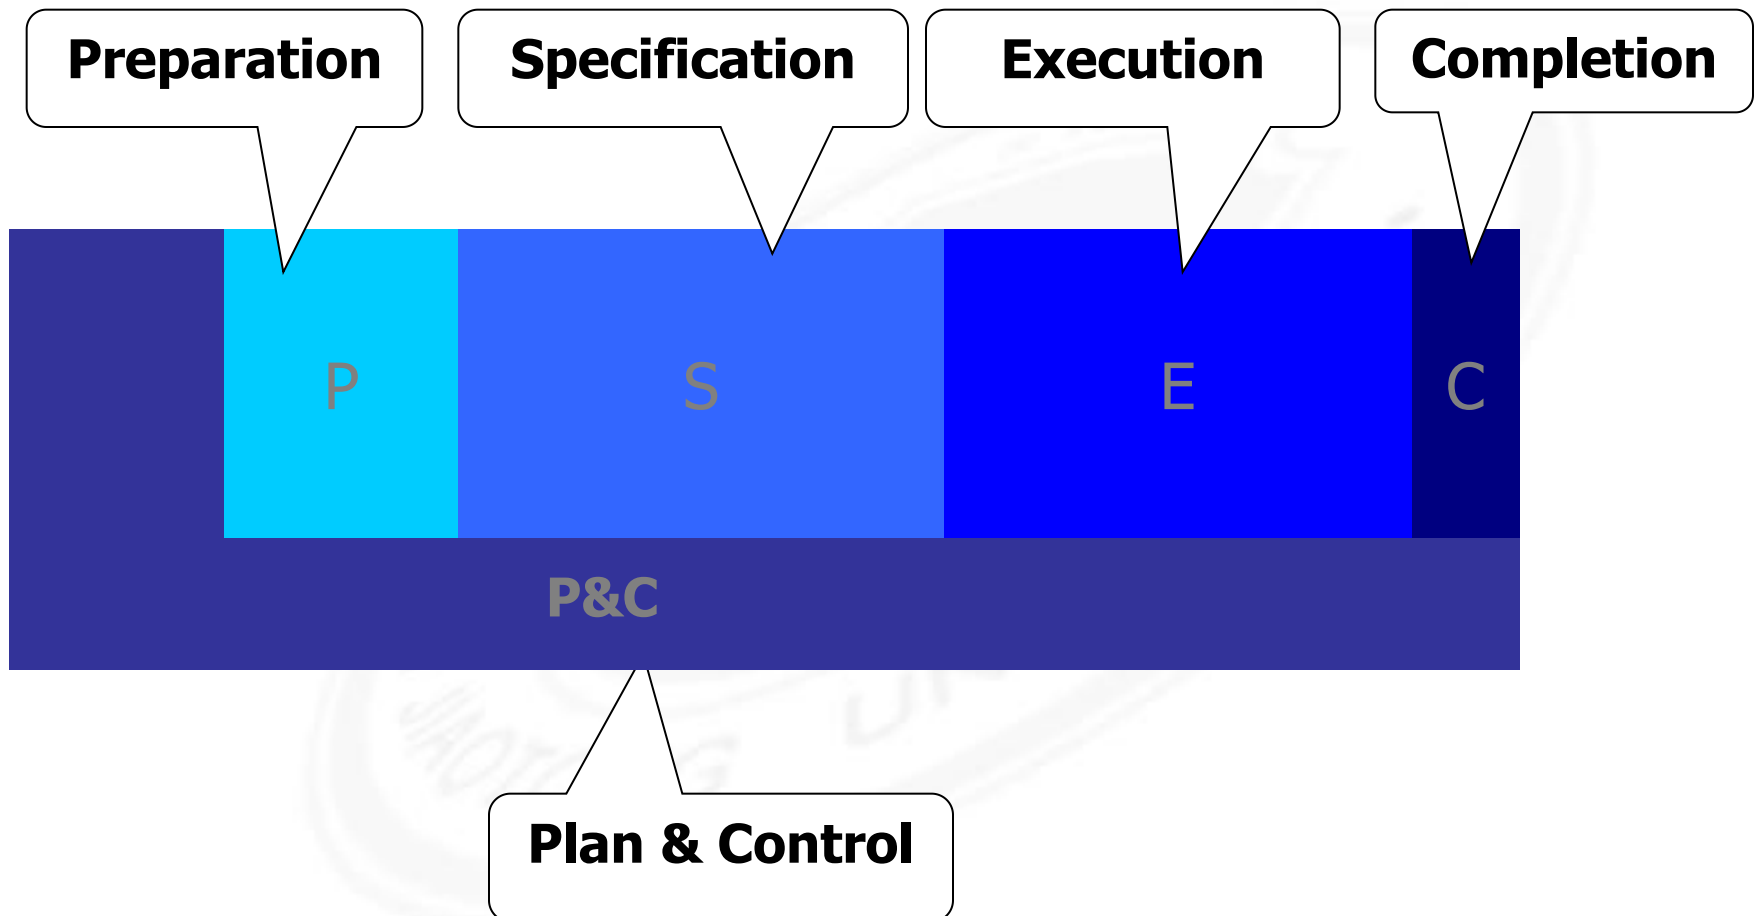 Preparation
Specification
Execution
Completion
P
S
E
C
P&C
Plan & Control